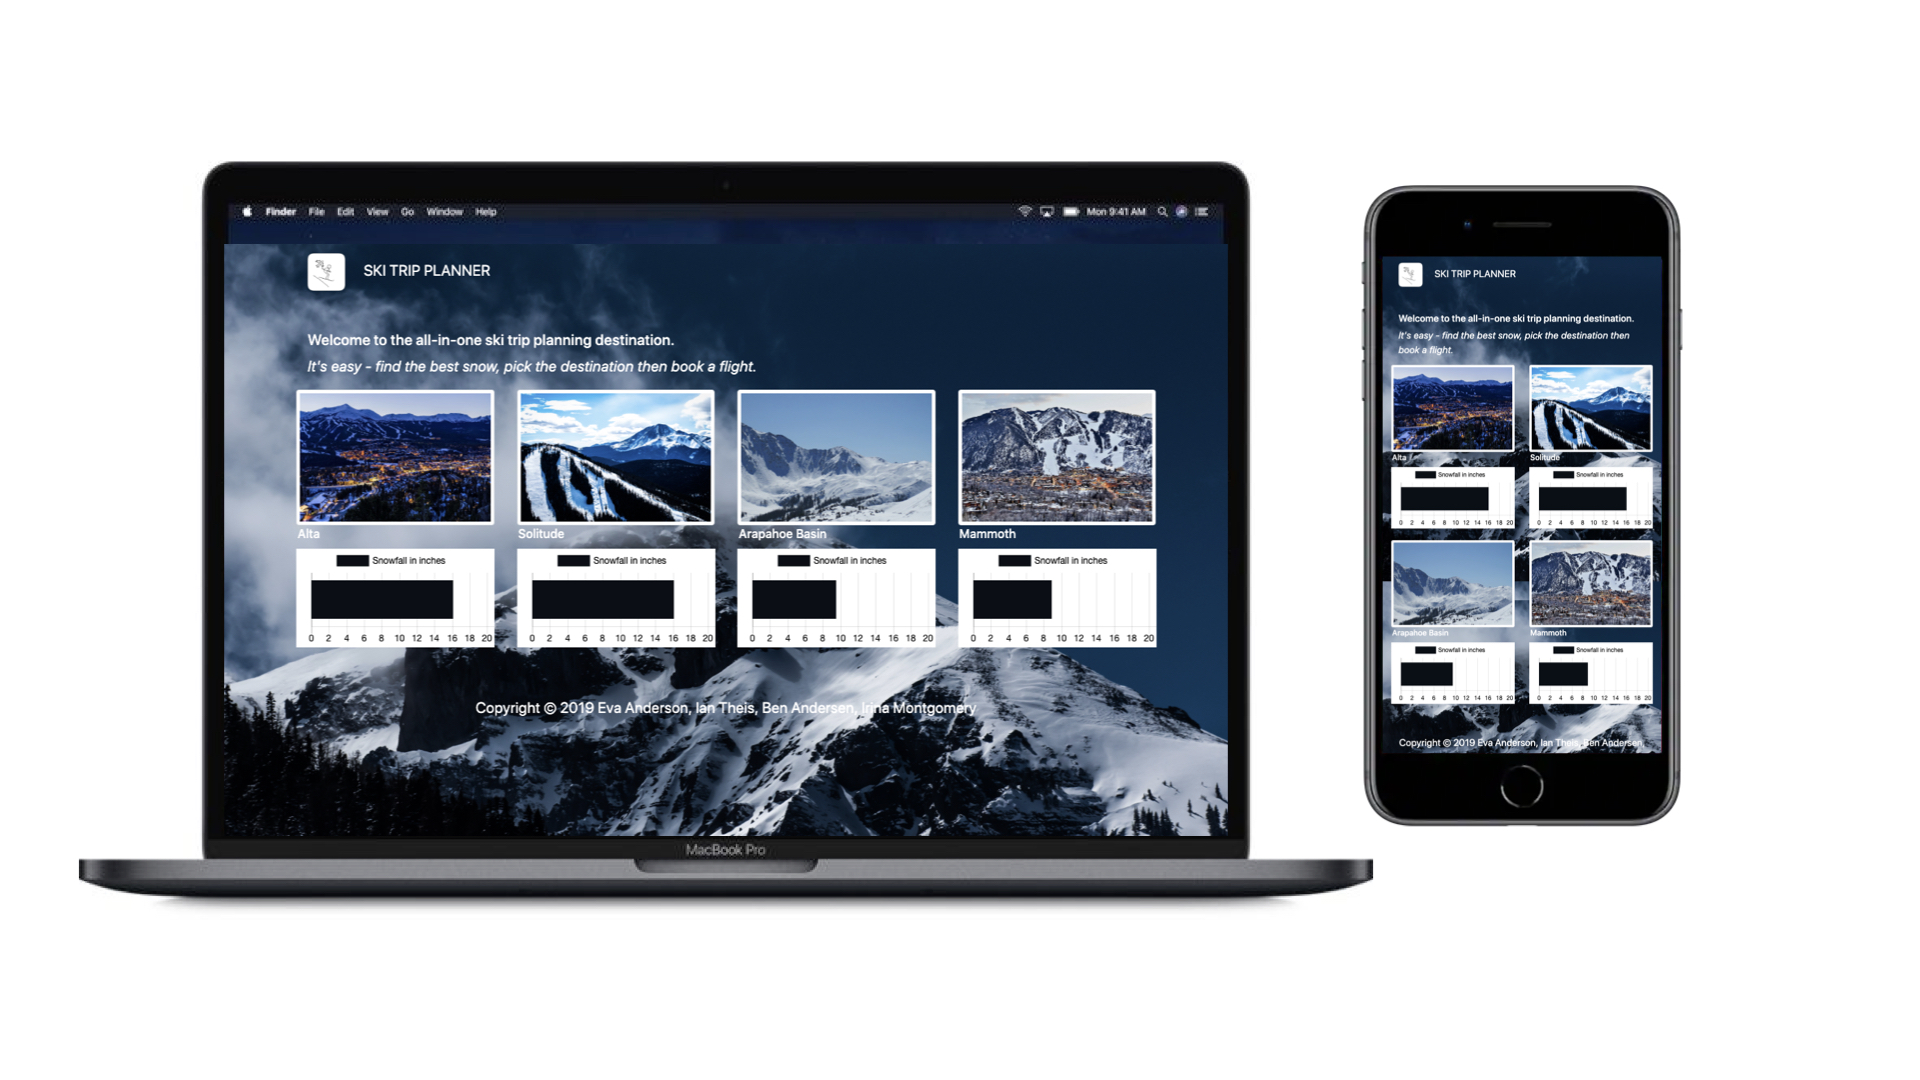 Finder File Edit View Go Window Help Mon 9:41 AM
SKI TRIP PLANNER
Welcome to the all-in-one ski trip planning destination.
It's easy - find the best snow, pick the destination then book a flight.
Alta Solitude Arapahoe Basin Mammoth
Snowfall in inches Snowfall in inches Snowfall in inches Snowfall in inches
0 2 4 6 8 10 12 14 16 18 20 0 2 4 6 8 10 12 14 16 18 20 0 2 4 6 8 10 12 14 16 18 20 0 2 4 6 8 10 12 14 16 18 20
Copyright © 2019 Eva Anderson, Ian Theis, Ben Andersen, Irina Montgomery
MacBook Pro
SKI TRIP PLANNER
Welcome to the all-in-one ski trip planning destination.
It's easy - find the best snow, pick the destination then
book a flight.
Alta Solitude
Snowfall in inches Snowfall in inches
0 2 4 6 8 10 12 14 16 18 20 0 2 4 6 8 10 12 14 16 18 20
Arapahoe Basin Mammoth
Snowfall in inches Snowfall in inches
0 2 4 6 8 10 12 14 16 18 20 0 2 4 6 8 10 12 14 16 18 20
Copyright © 2019 Eva Anderson, Ian Theis, Ben Andersen,